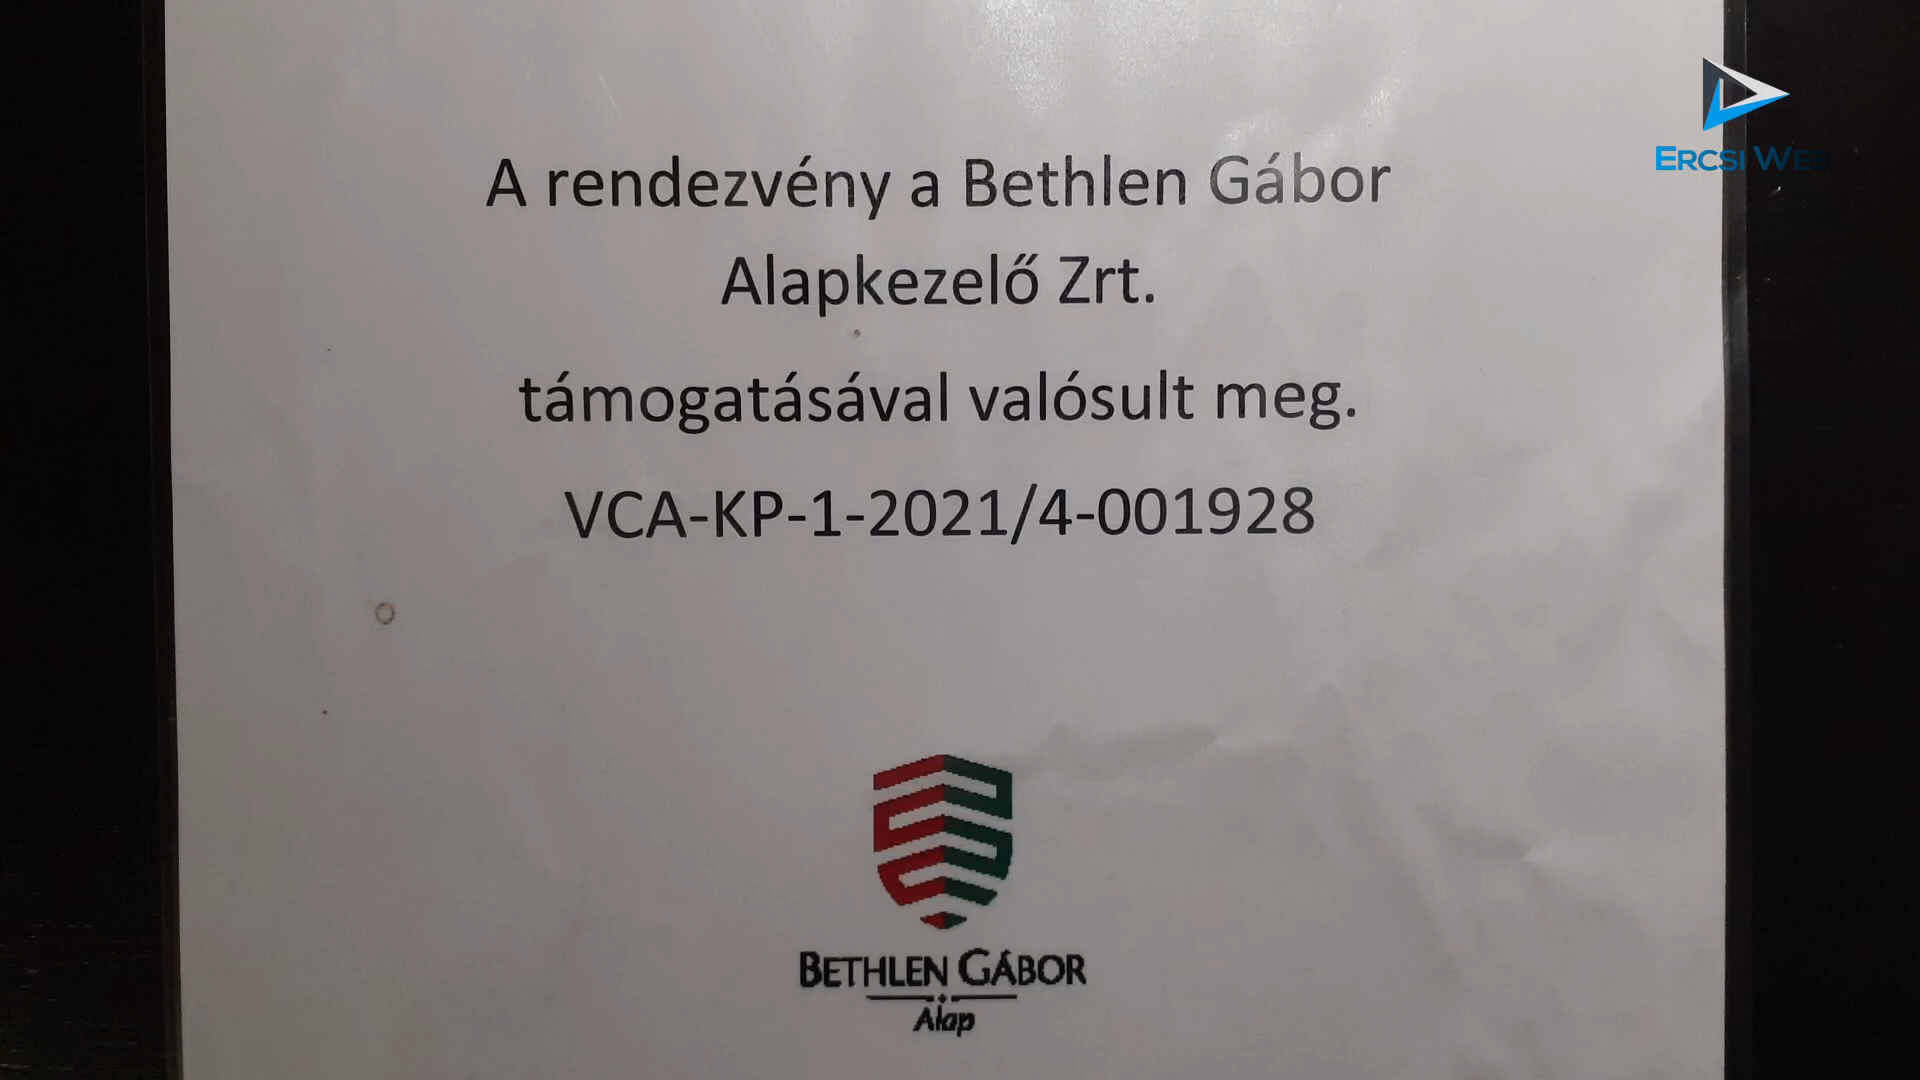 ERCSI WEB
A rendezvény a Bethlen Gábor
Alapkezelő Zrt.
támogatásával valósult meg.
VCA-KP-1-2021/4-001928
BETHLEN GÁBOR
Alap